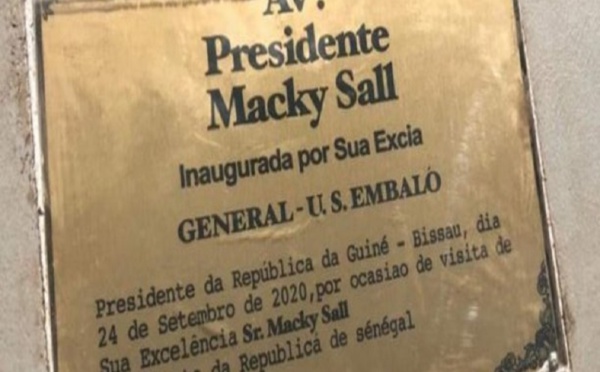 Av.
Presidente
Macky Sall
Inaugurada por Sua Excia
GENERAL - U. S. EMBALÓ
Presidente da República da Guiné - Bissau, dia
24 de Setembro de 2020,por ocasiao de visita de
Sua Excelência Sr. Macky Sall
da Republica de sénégal